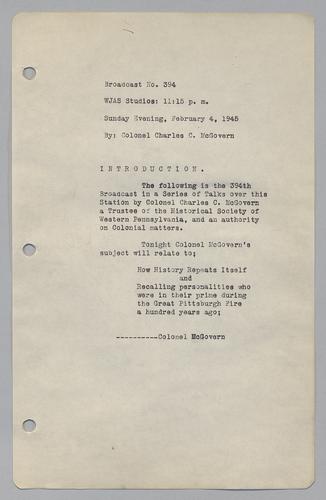 Broadcast No. 394
WJAS Studios: 11:15 p. m.
Sunday Evening, February 4, 1945
By: Colonel Charles C. McGovern
I N T R O D U C T I O N .
The following is the 394th
Broadcast in a Series of Talks over this
Station by Colonel Charles C. McGovern
a Trustee of the Historical Society of
Western Pennsylvania, and an authority
on Colonial matters.
Tonight Colonel McGovern's
subject will relate to;
How History Repeats Itself
and
Recalling personalities who
were in their prime during
the Great Pittsburgh Fire
a hundred years ago;
----------Colonel McGovern